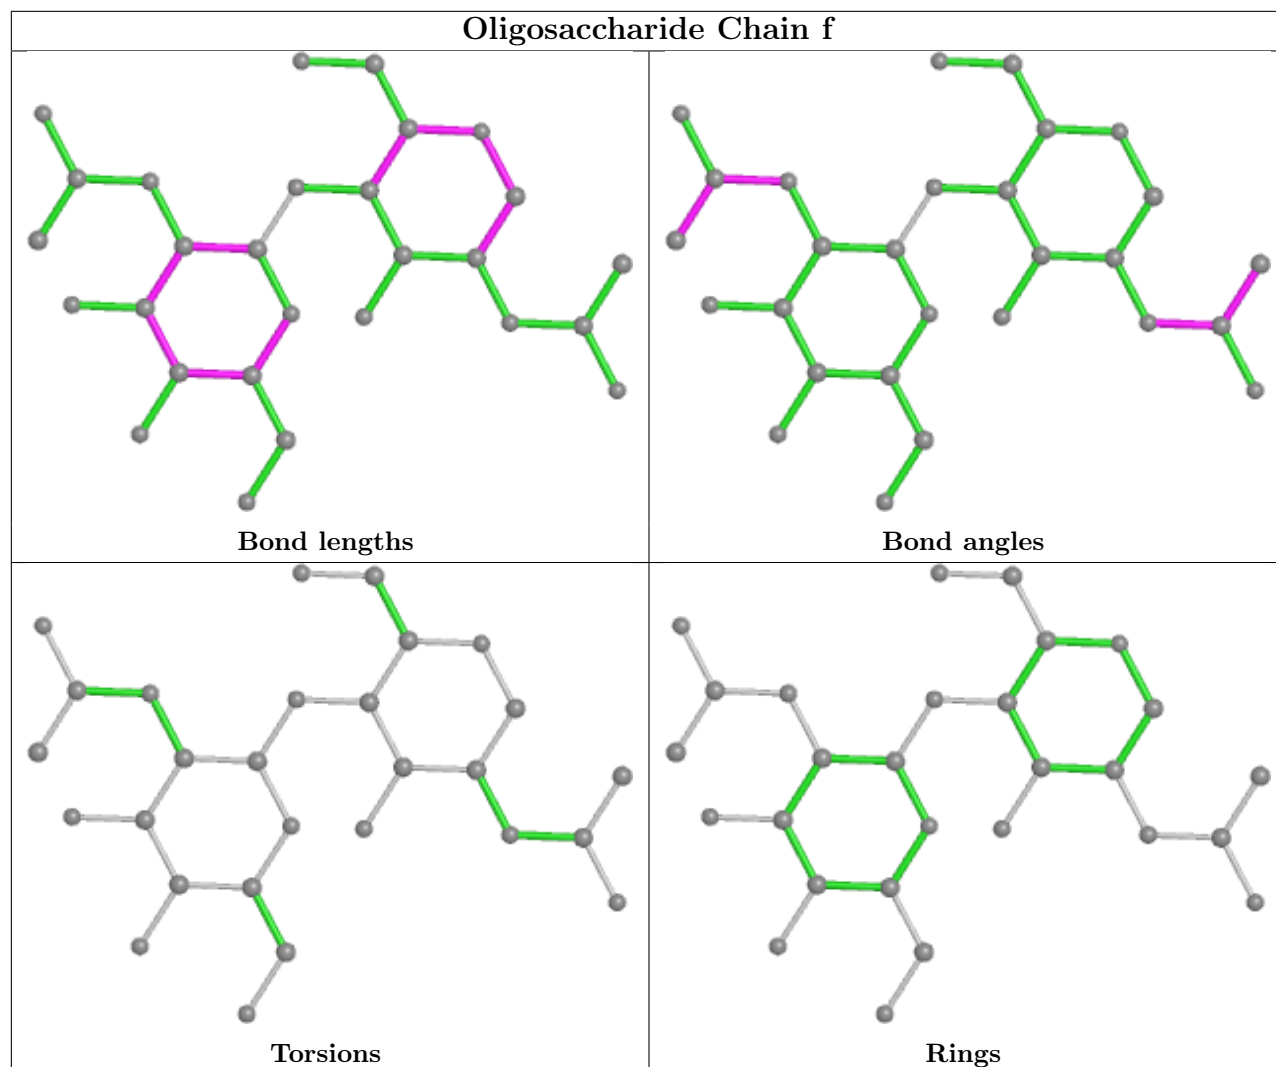 Oligosaccharide Chain f
Bond lengths
Bond angles
Torsions
Rings